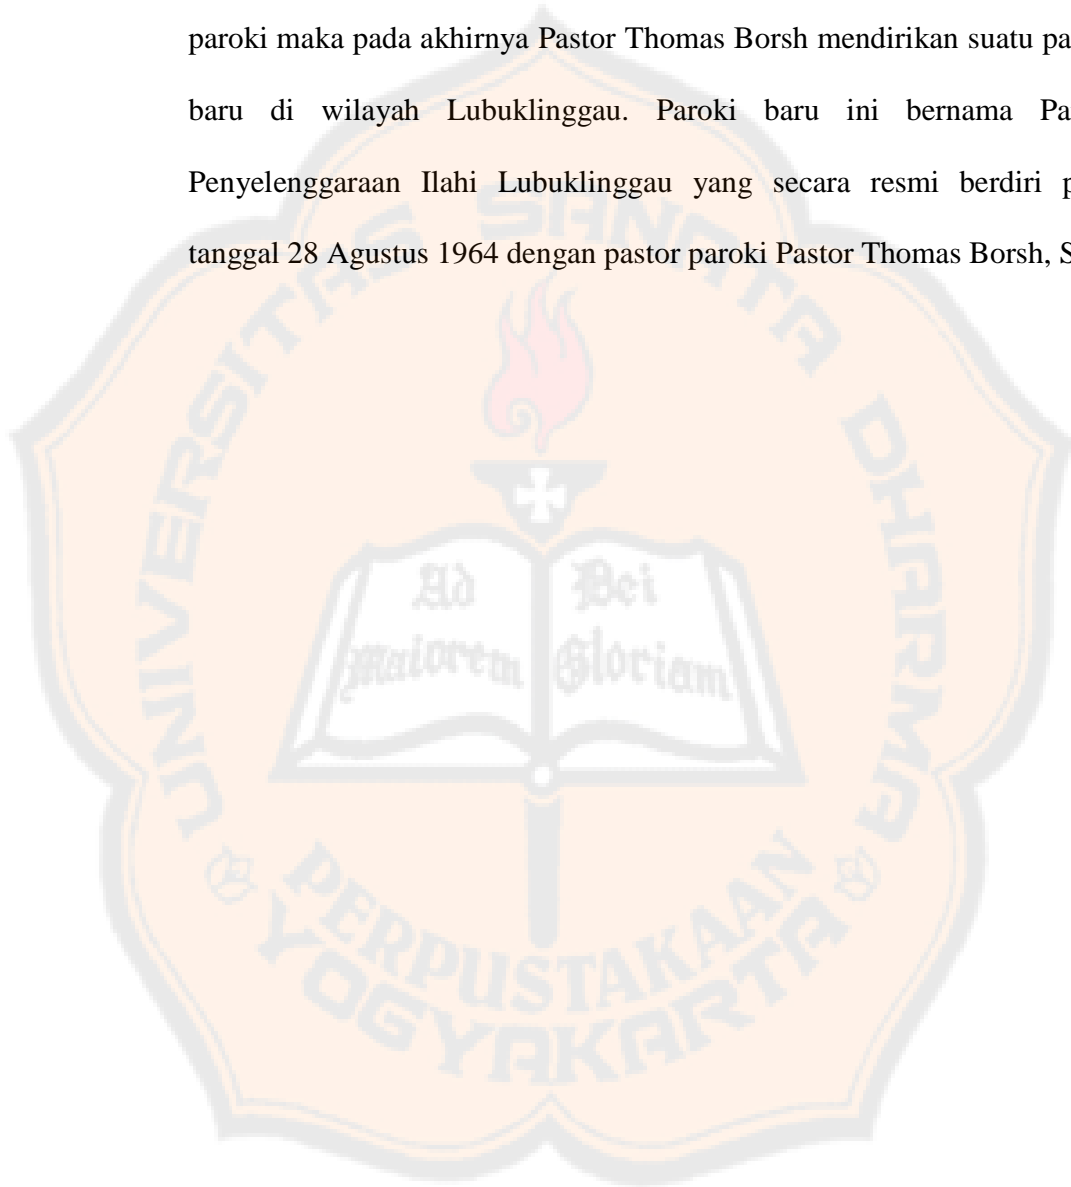 paroki maka pada akhirnya Pastor Thomas Borsh mendirikan suatu pa
baru di wilayah Lubuklinggau. Paroki baru ini bernama Pa
Penyelenggaraan Ilahi Lubuklinggau yang secara resmi berdiri p
tanggal 28 Agustus 1964 dengan pastor paroki Pastor Thomas Borsh, S
UNIVERSITAS SANATA DHARMA
Ad Dei
Maiorem Gloriam
PERPUSTAKAAN
YOGYAKARTA